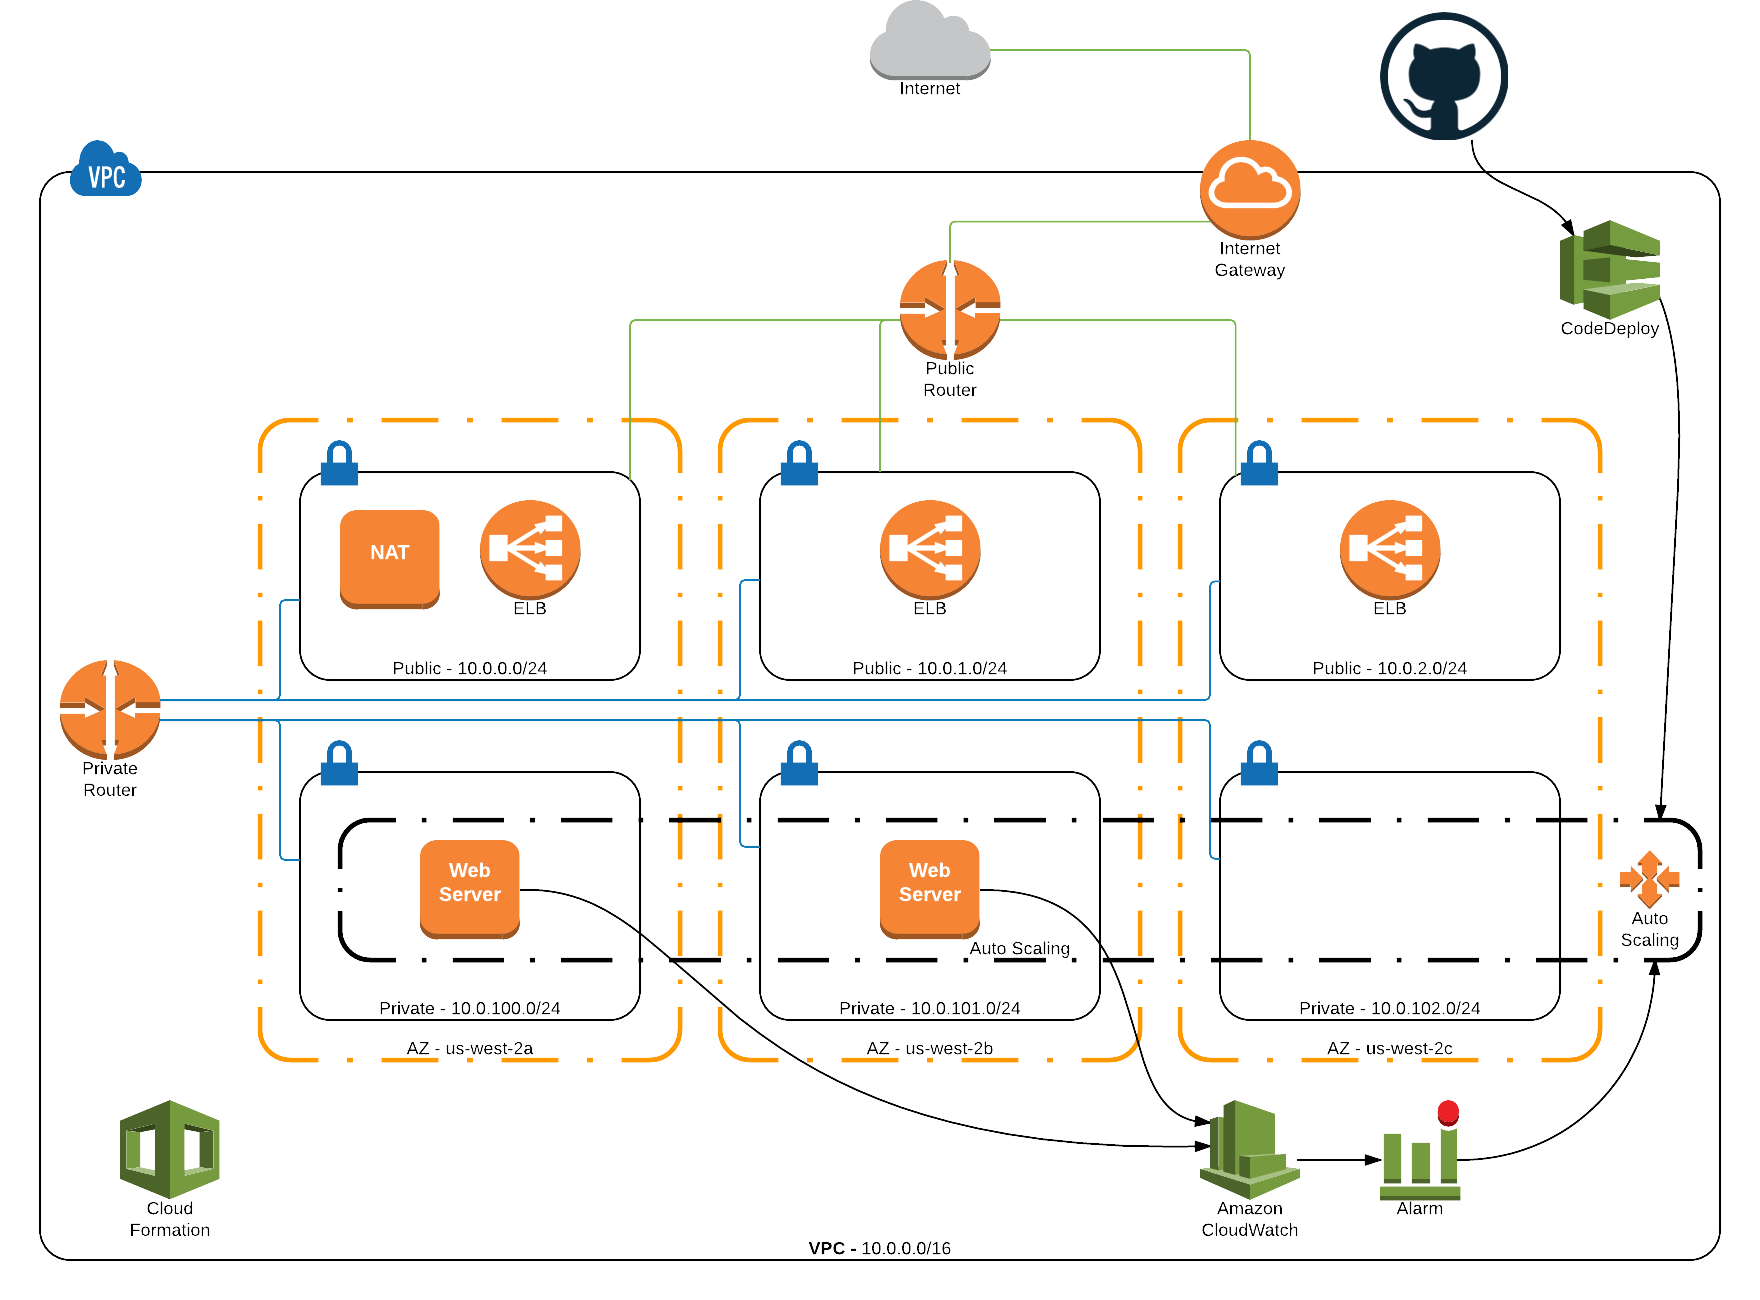 Internet
VPC
Internet
Gateway
CodeDeploy
Public
Router
NAT
ELB
ELB
ELB
Public - 10.0.0.0/24
Public - 10.0.1.0/24
Public - 10.0.2.0/24
Private
Router
Web
Server
Web
Server
Auto Scaling
Auto
Scaling
Private - 10.0.100.0/24
Private - 10.0.101.0/24
Private - 10.0.102.0/24
AZ - us-west-2a
AZ - us-west-2b
AZ - us-west-2c
Cloud
Formation
Amazon
CloudWatch
Alarm
VPC - 10.0.0.0/16